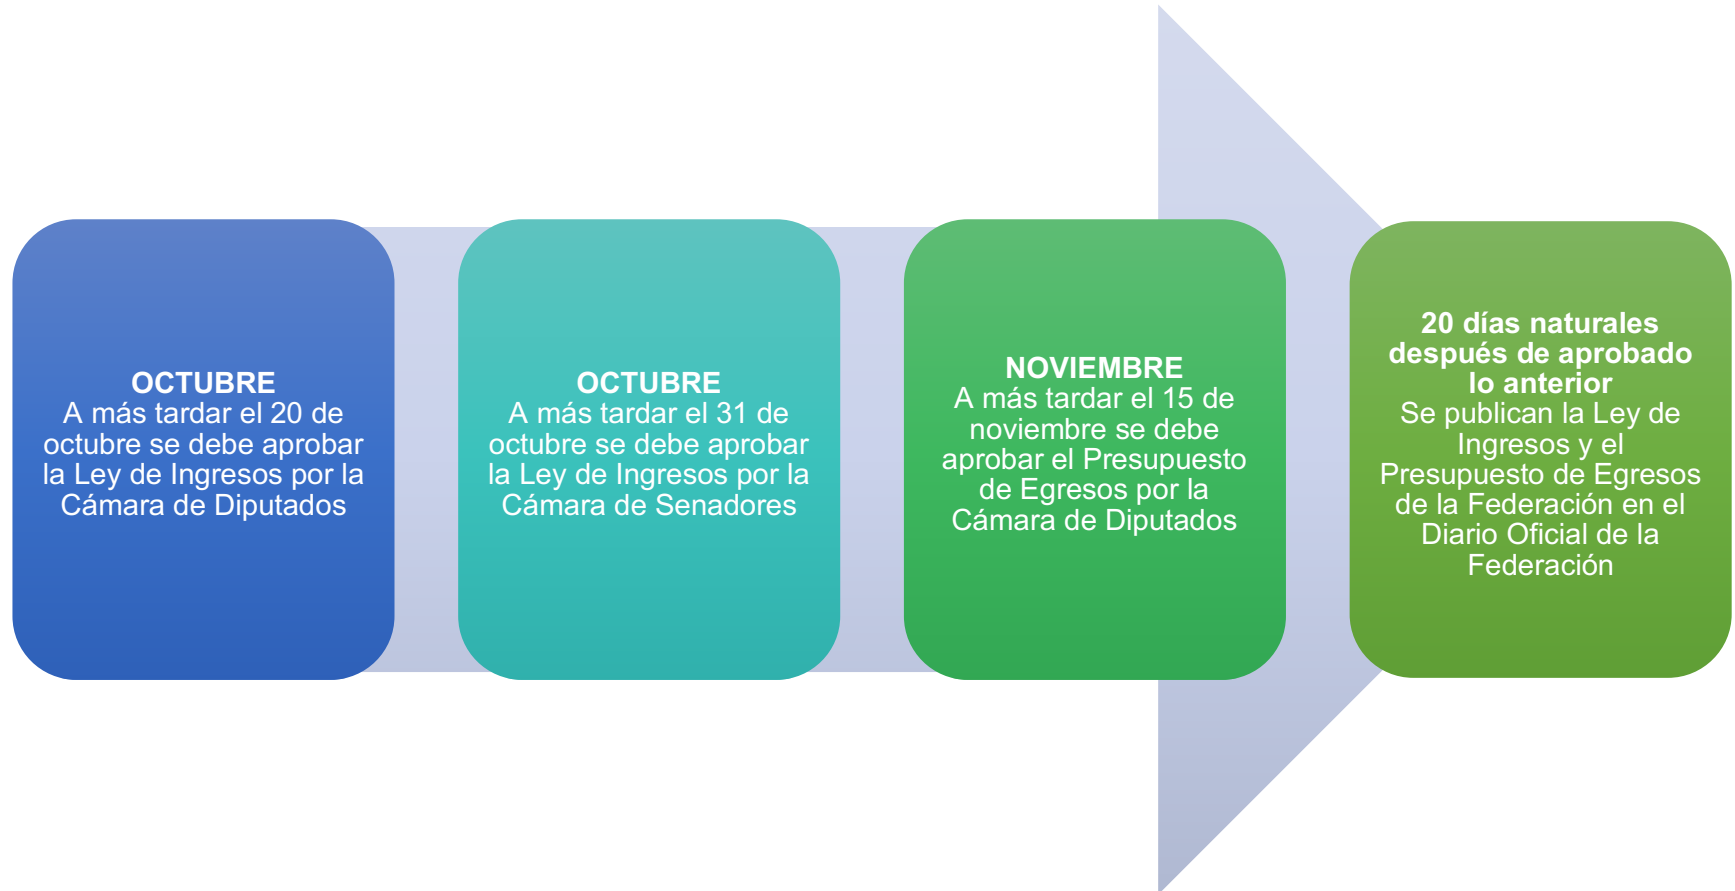 OCTUBRE
A más tardar el 20 de
octubre se debe aprobar
la Ley de Ingresos por la
Cámara de Diputados
OCTUBRE
A más tardar el 31 de
octubre se debe aprobar
la Ley de Ingresos por la
Cámara de Senadores
NOVIEMBRE
A más tardar el 15 de
noviembre se debe
aprobar el Presupuesto
de Egresos por la
Cámara de Diputados
20 días naturales
después de aprobado
lo anterior
Se publican la Ley de
Ingresos y el
Presupuesto de Egresos
de la Federación en el
Diario Oficial de la
Federación